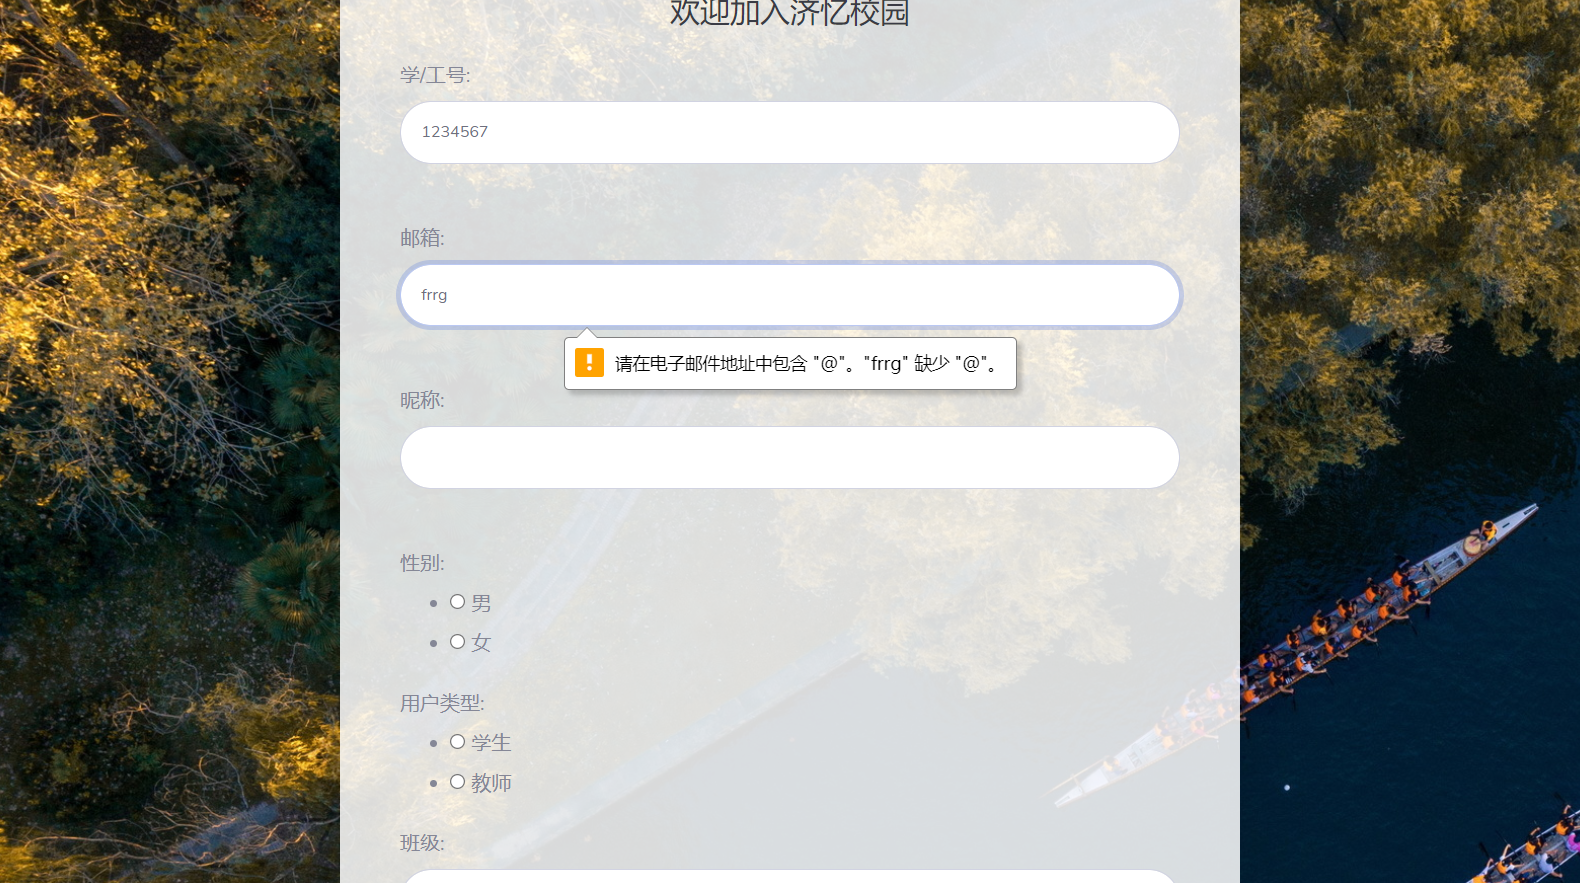 欢迎加入济忆校园
学/工号:
1234567
邮箱:
frrg
请在电子邮件地址中包含 "@"。"frrg" 缺少 "@"。
昵称:
性别:
男
女
用户类型:
学生
教师
班级: